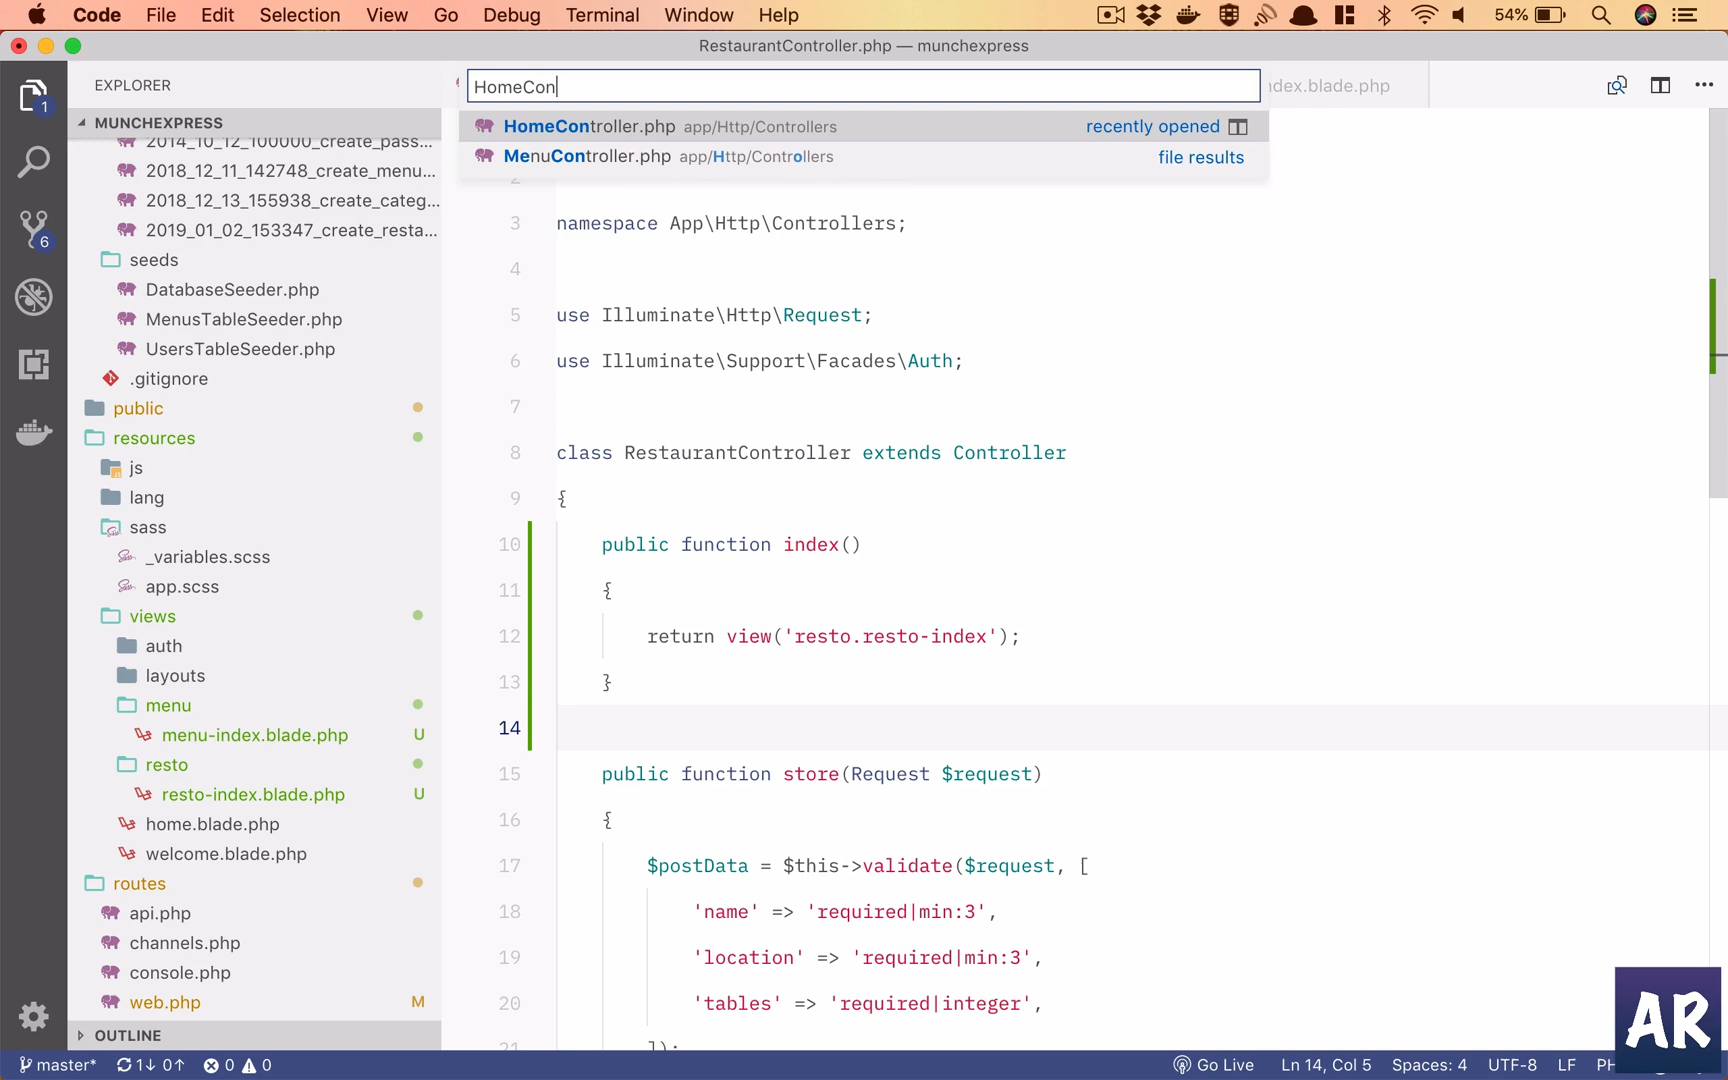 Code File Edit Selection View Go Debug Terminal Window Help 54%
RestaurantController.php — munchexpress
EXPLORER
HomeCon
ndex.blade.php
MUNCHEXPRESS
HomeController.php app/Http/Controllers recently opened
MenuController.php app/Http/Controllers file results
2014_10_12_100000_create_pass...
2018_12_11_142748_create_menu...
2018_12_13_155938_create_categ...
2019_01_02_153347_create_resta...
seeds
DatabaseSeeder.php
MenusTableSeeder.php
UsersTableSeeder.php
.gitignore
public
resources
js
lang
sass
_variables.scss
app.scss
views
auth
layouts
menu
menu-index.blade.php U
resto
resto-index.blade.php U
home.blade.php
welcome.blade.php
routes
api.php
channels.php
console.php
web.php M
OUTLINE
1
6
2
3 namespace App\Http\Controllers;
4
5 use Illuminate\Http\Request;
6 use Illuminate\Support\Facades\Auth;
7
8 class RestaurantController extends Controller
9 {
10 public function index()
11 {
12 return view('resto.resto-index');
13 }
14
15 public function store(Request $request)
16 {
17 $postData = $this->validate($request, [
18 'name' => 'required|min:3',
19 'location' => 'required|min:3',
20 'tables' => 'required|integer',
21 ]);
AR
master* 1↓ 0↑ 0 0 Go Live Ln 14, Col 5 Spaces: 4 UTF-8 LF PH